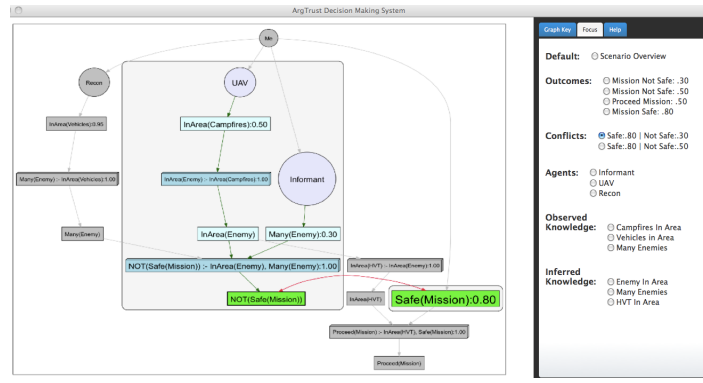 ArgTrust Decision Making System
Me
Recon
UAV
InArea(Vehicles):0.95
InArea(Campfires):0.50
Many(Enemy) :- InArea(Vehicles):1.00
InArea(Enemy) :- InArea(Campfires):1.00
Informant
Many(Enemy)
InArea(Enemy)
Many(Enemy):0.30
NOT(Safe(Mission)) :- InArea(Enemy), Many(Enemy):1.00
InArea(HVT) :- InArea(Enemy):1.00
NOT(Safe(Mission))
InArea(HVT)
Safe(Mission):0.80
Proceed(Mission) :- InArea(HVT), Safe(Mission):1.00
Proceed(Mission)
Graph Key Focus Help
Default: Scenario Overview
Outcomes: Mission Not Safe: .30
Mission Not Safe: .50
Proceed Mission: .50
Mission Safe: .80
Conflicts: Safe:.80 | Not Safe:.30
Safe:.80 | Not Safe:.50
Agents: Informant
UAV
Recon
Observed
Knowledge: Campfires In Area
Vehicles in Area
Many Enemies
Inferred
Knowledge: Enemy In Area
Many Enemies
HVT In Area